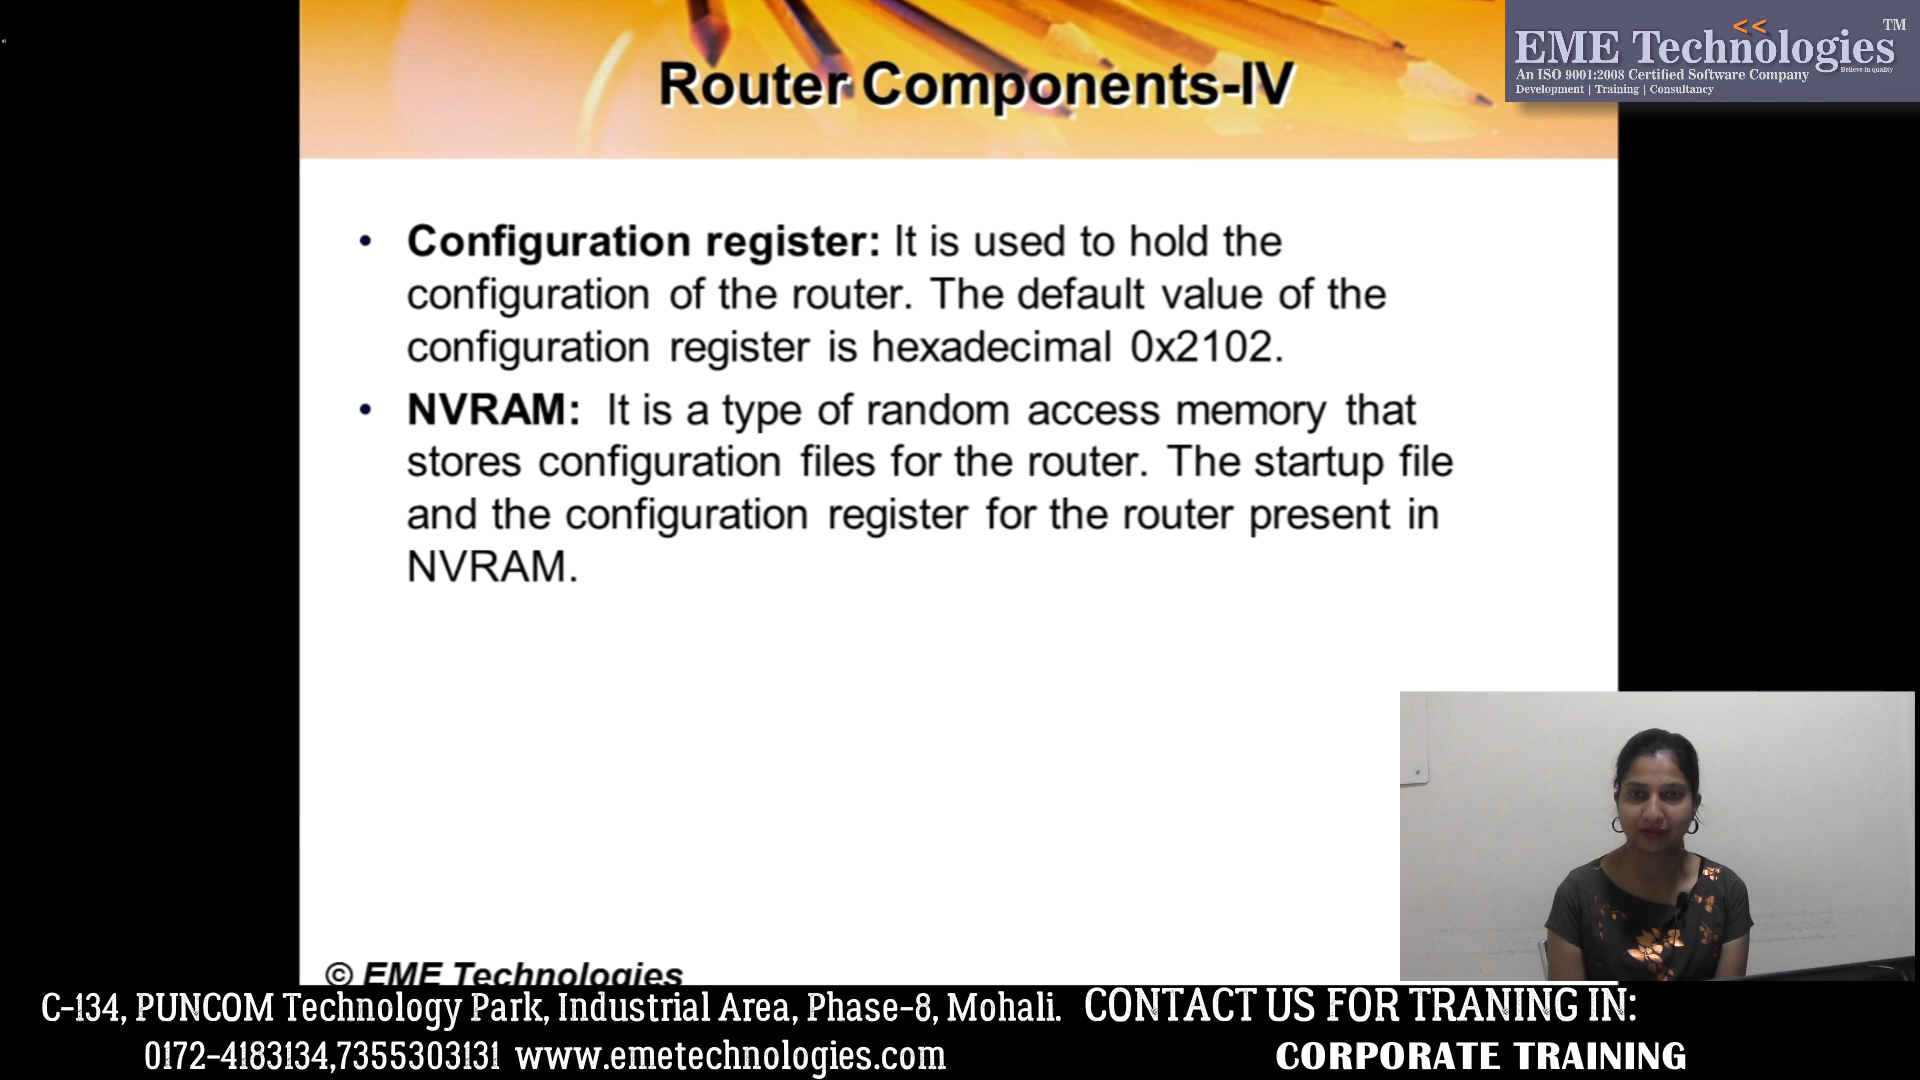 Router Components-IV
<<
EME Technologies
TM
Believe in quality
An ISO 9001:2008 Certified Software Company
Development | Training | Consultancy
• Configuration register: It is used to hold the
configuration of the router. The default value of the
configuration register is hexadecimal 0x2102.
• NVRAM: It is a type of random access memory that
stores configuration files for the router. The startup file
and the configuration register for the router present in
NVRAM.
© EME Technologies
C-134, PUNCOM Technology Park, Industrial Area, Phase-8, Mohali. CONTACT US FOR TRANING IN:
0172-4183134,7355303131 www.emetechnologies.com CORPORATE TRAINING